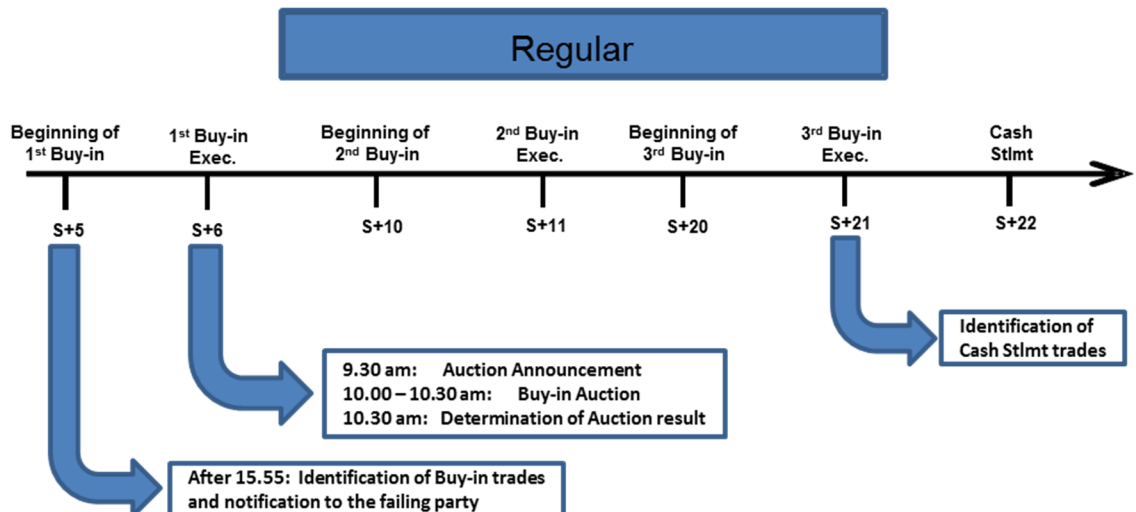 Regular
Beginning of
1st Buy-in
1st Buy-in
Exec.
Beginning of
2nd Buy-in
2nd Buy-in
Exec.
Beginning of
3rd Buy-in
3rd Buy-in
Exec.
Cash
Stlmt
S+5
S+6
S+10
S+11
S+20
S+21
S+22
Identification of
Cash Stlmt trades
9.30 am: Auction Announcement
10.00 – 10.30 am: Buy-in Auction
10.30 am: Determination of Auction result
After 15.55: Identification of Buy-in trades
and notification to the failing party